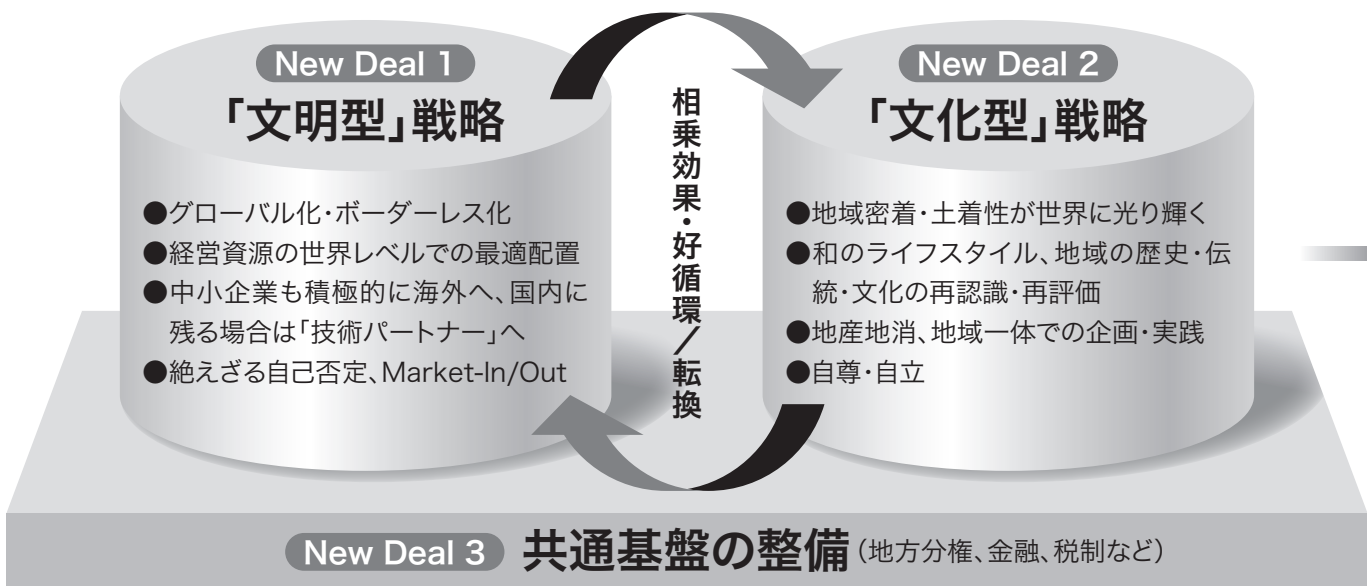 New Deal 1
「文明型」戦略
●グローバル化・ボーダーレス化
●経営資源の世界レベルでの最適配置
●中小企業も積極的に海外へ、国内に
残る場合は「技術パートナー」へ
●絶えざる自己否定、Market-In/Out
相乗効果・好循環／転換
New Deal 2
「文化型」戦略
●地域密着・土着性が世界に光り輝く
●和のライフスタイル、地域の歴史・伝
統・文化の再認識・再評価
●地産地消、地域一体での企画・実践
●自尊・自立
New Deal 3 共通基盤の整備（地方分権、金融、税制など）